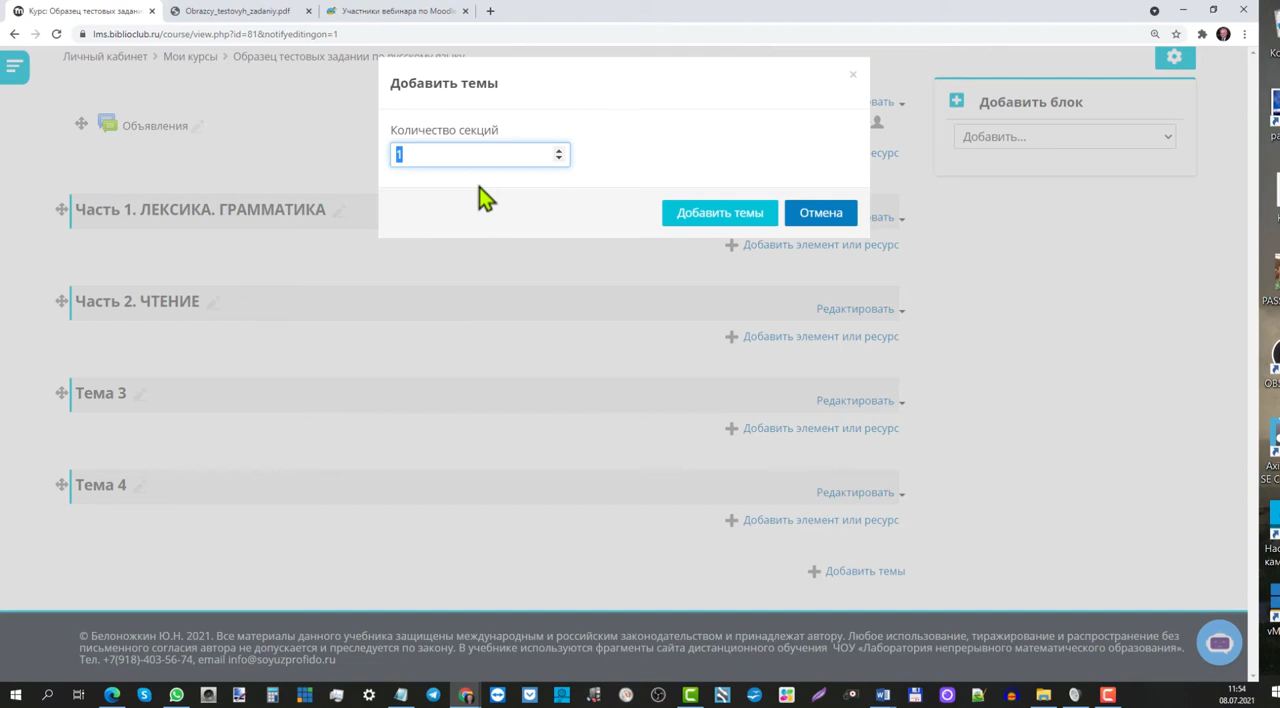 Курс: Образец тестовых задани
Obrazcy_testovyh_zadaniy.pdf
Участники вебинара по Moodl
lms.biblioclub.ru/course/view.php?id=81&notifyeditingon=1
Личный кабинет
Мои курсы
Образец тестовых задании по русскому языку
Добавить темы
Количество секций
1
Добавить темы
Отмена
Добавить блок
Добавить...
Объявления
Часть 1. ЛЕКСИКА. ГРАММАТИКА
Добавить элемент или ресурс
Часть 2. ЧТЕНИЕ
Редактировать
Добавить элемент или ресурс
Тема 3
Редактировать
Добавить элемент или ресурс
Тема 4
Редактировать
Добавить элемент или ресурс
Добавить темы
© Белоножкин Ю.Н. 2021. Все материалы данного учебника защищены международным и российским законодательством и принадлежат автору. Любое использование, тиражирование и распространение без
письменного согласия автора не допускается и преследуется по закону. В учебнике используются фрагменты сайта дистанционного обучения ЧОУ «Лаборатория непрерывного математического образования».
Тел. +7(918)-403-56-74, email info@soyuzprofido.ru
11:54
08.07.2021